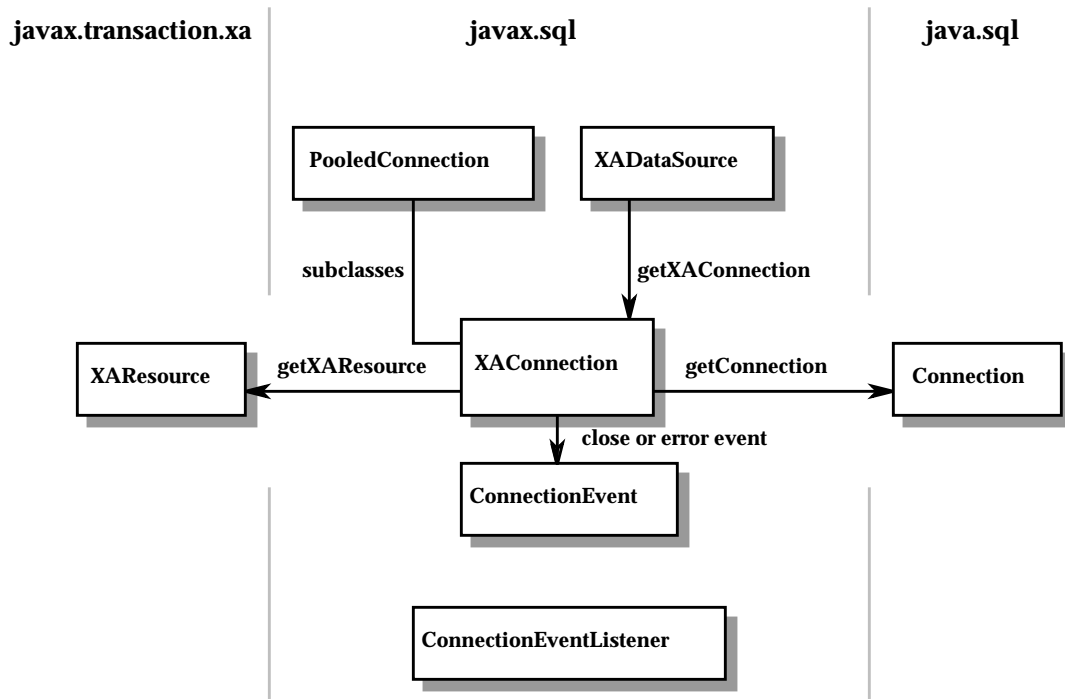 javax.transaction.xa
javax.sql
java.sql
PooledConnection
XADataSource
subclasses
getXAConnection
XAResource
getXAResource
XAConnection
getConnection
Connection
close or error event
ConnectionEvent
ConnectionEventListener